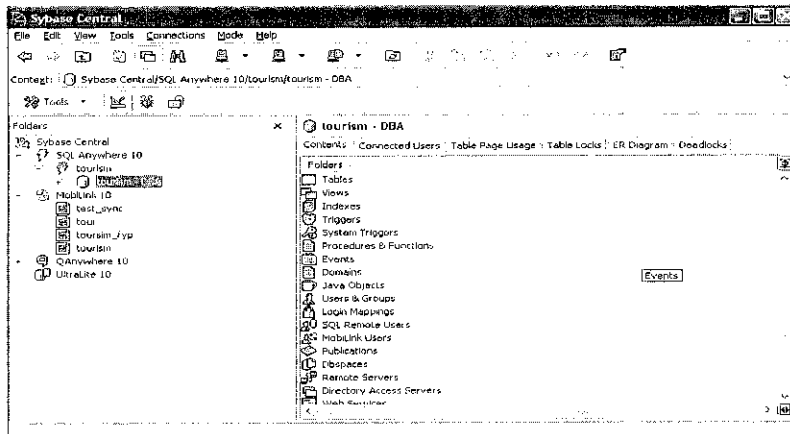 Sybase Central
File Edit View Tools Connections Mode Help
Context: Sybase Central/SQL Anywhere 10/tourism/tourism - DBA
Tools
Folders
Sybase Central
SQL Anywhere 10
tourism
MobiLink 10
test_sync
tour
toursim_fyp
tourism
QAnywhere 10
UltraLite 10
tourism - DBA
Contents Connected Users Table Page Usage Table Locks ER Diagram Deadlocks
Folders
Tables
Views
Indexes
Triggers
System Triggers
Procedures & Functions
Events
Domains
Java Objects
Users & Groups
Login Mappings
SQL Remote Users
MobiLink Users
Publications
Dbspaces
Remote Servers
Directory Access Servers
Web Services
Events